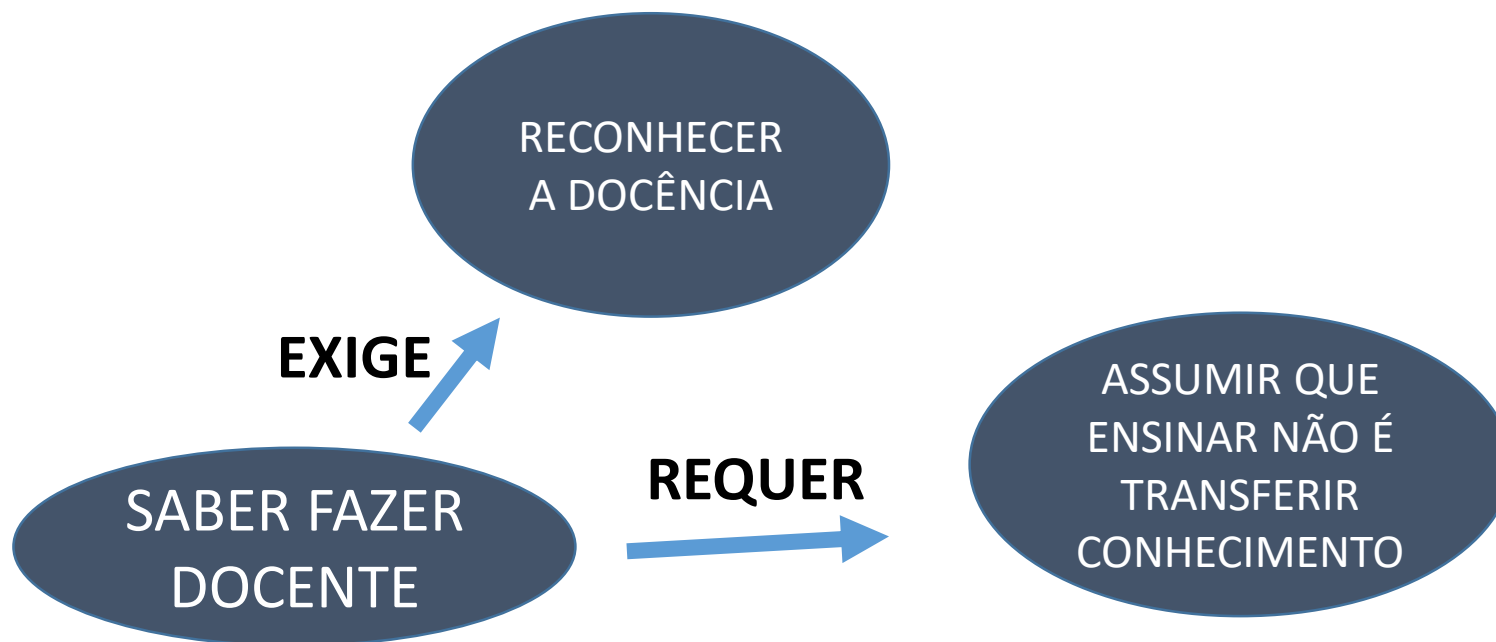 RECONHECER
A DOCÊNCIA
EXIGE
ASSUMIR QUE
ENSINAR NÃO É
TRANSFERIR
CONHECIMENTO
REQUER
SABER FAZER
DOCENTE